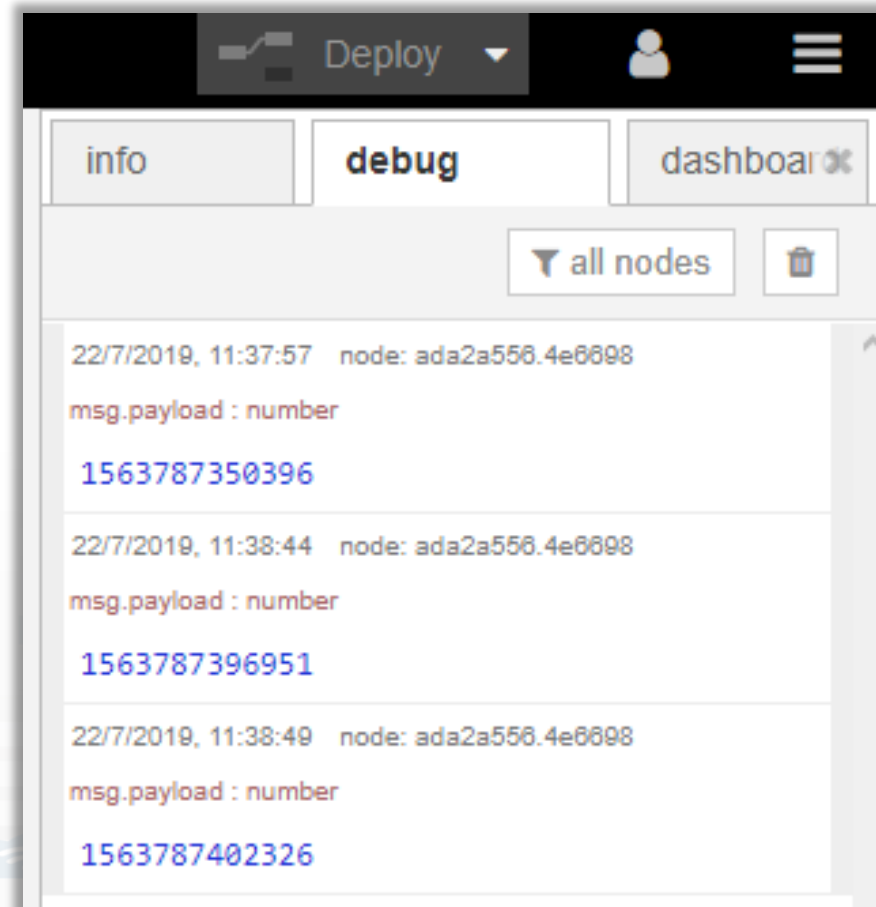 Deploy
info
debug
dashboar
all nodes
22/7/2019, 11:37:57 node: ada2a556.4e6698
msg.payload : number
1563787350396
22/7/2019, 11:38:44 node: ada2a556.4e6698
msg.payload : number
1563787396951
22/7/2019, 11:38:49 node: ada2a556.4e6698
msg.payload : number
1563787402326